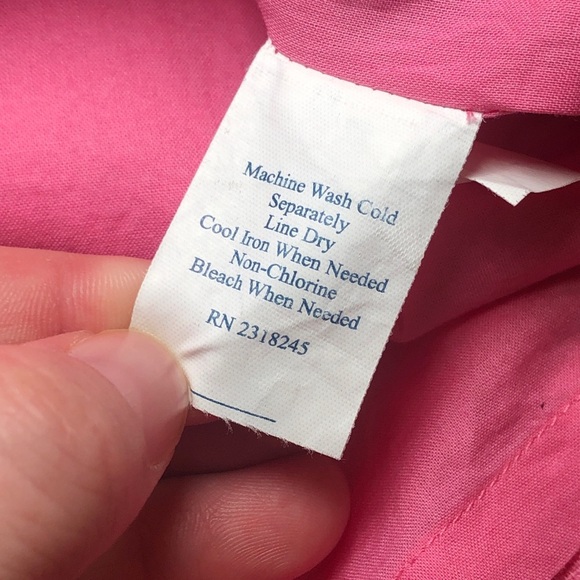 Machine Wash Cold
Separately
Line Dry
Cool Iron When Needed
Non-Chlorine
Bleach When Needed
RN 2318245